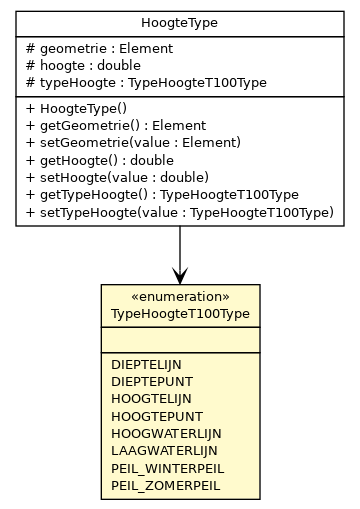 HoogteType
# geometrie : Element
# hoogte : double
# typeHoogte : TypeHoogteT100Type
+ HoogteType()
+ getGeometrie() : Element
+ setGeometrie(value : Element)
+ getHoogte() : double
+ setHoogte(value : double)
+ getTypeHoogte() : TypeHoogteT100Type
+ setTypeHoogte(value : TypeHoogteT100Type)
«enumeration»
TypeHoogteT100Type
DIEPTELIJN
DIEPTEPUNT
HOOGTELIJN
HOOGTEPUNT
HOOGWATERLIJN
LAAGWATERLIJN
PEIL_WINTERPEIL
PEIL_ZOMERPEIL